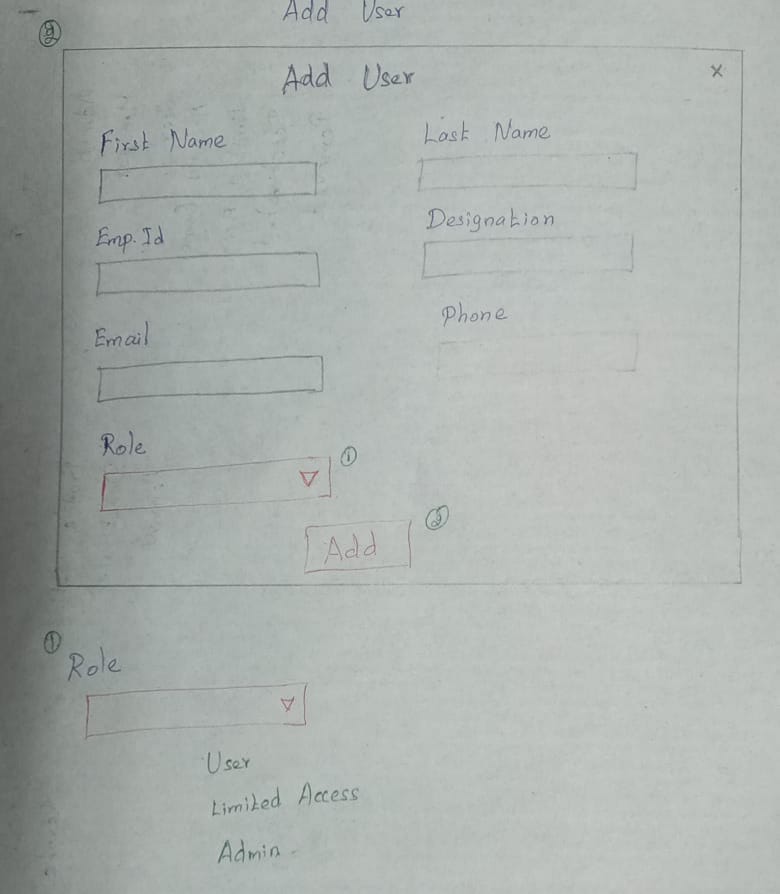 Add User
2
Add User x
First Name Last Name
Emp. Id Designation
Email Phone
Role 1
Add 2
1
Role
User
Limited Access
Admin